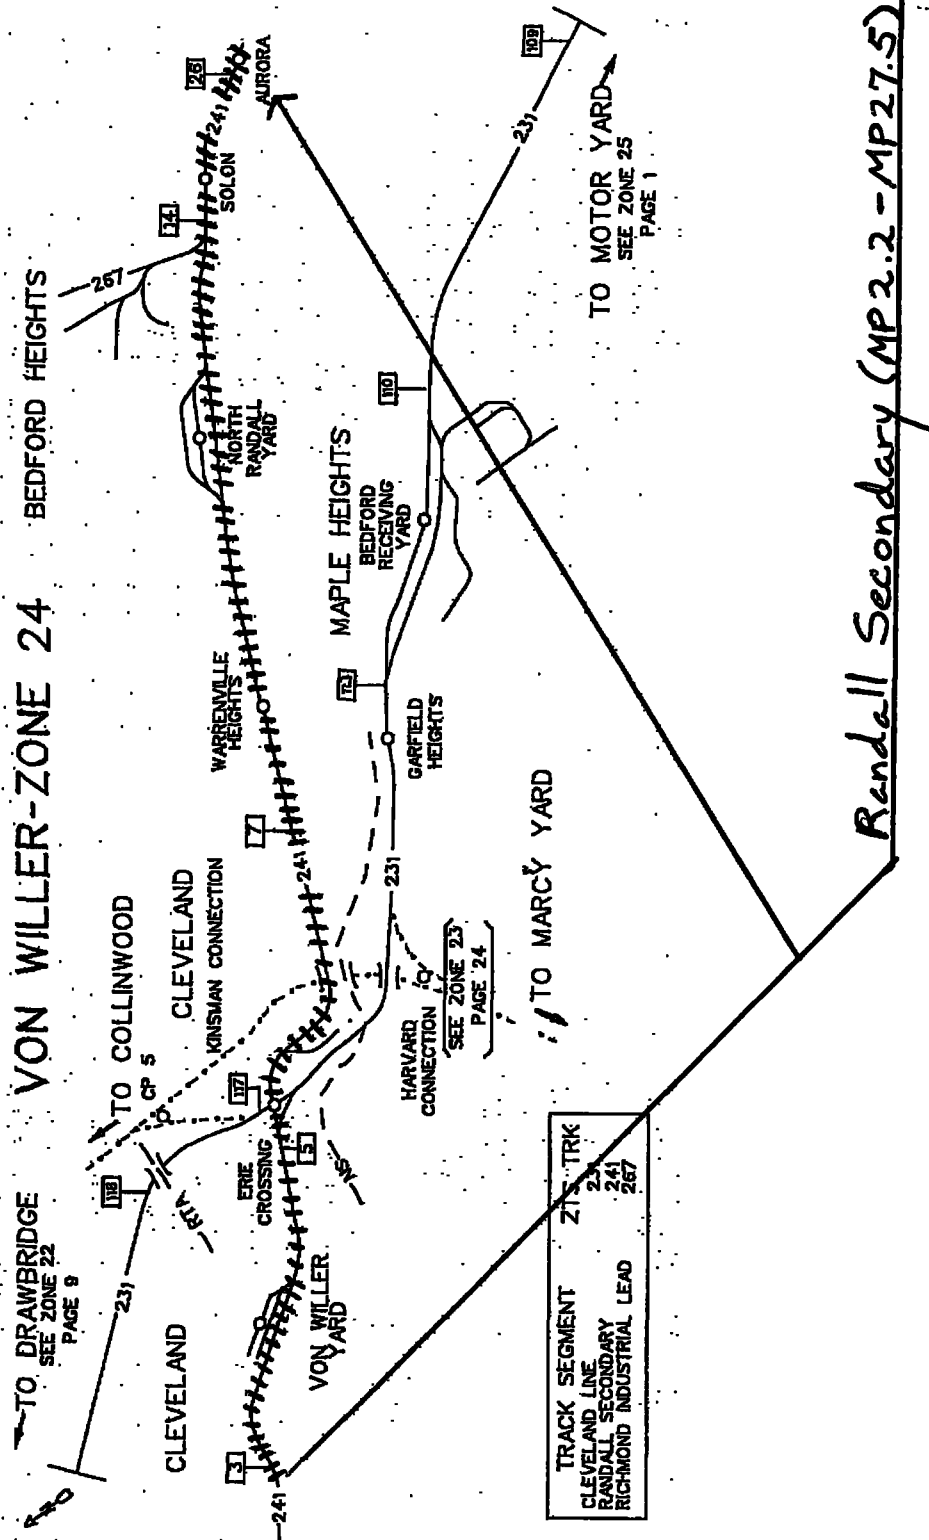 VON WILLER-ZONE 24
BEDFORD HEIGHTS
TO DRAWBRIDGE
SEE ZONE 22
PAGE 9
TO COLLINWOOD
CP 5
CLEVELAND
KINSMAN CONNECTION
118
231
RTA
CLEVELAND
117
ERIE
CROSSING
5
NS
3
241
VON WILLER
YARD
241
7
WARRENVILLE
HEIGHTS
NORTH
RANDALL
YARD
267
14
SOLON
241
26
AURORA
MAPLE HEIGHTS
BEDFORD
RECEIVING
YARD
110
109
231
GARFIELD
HEIGHTS
231
HARVARD
CONNECTION
SEE ZONE 23
PAGE 24
TO MARCY YARD
TO MOTOR YARD
SEE ZONE 25
PAGE 1
TRACK SEGMENT ZTS TRK
CLEVELAND LINE 231
RANDALL SECONDARY 241
RICHMOND INDUSTRIAL LEAD 267
Randall Secondary (MP2.2-MP27.5)